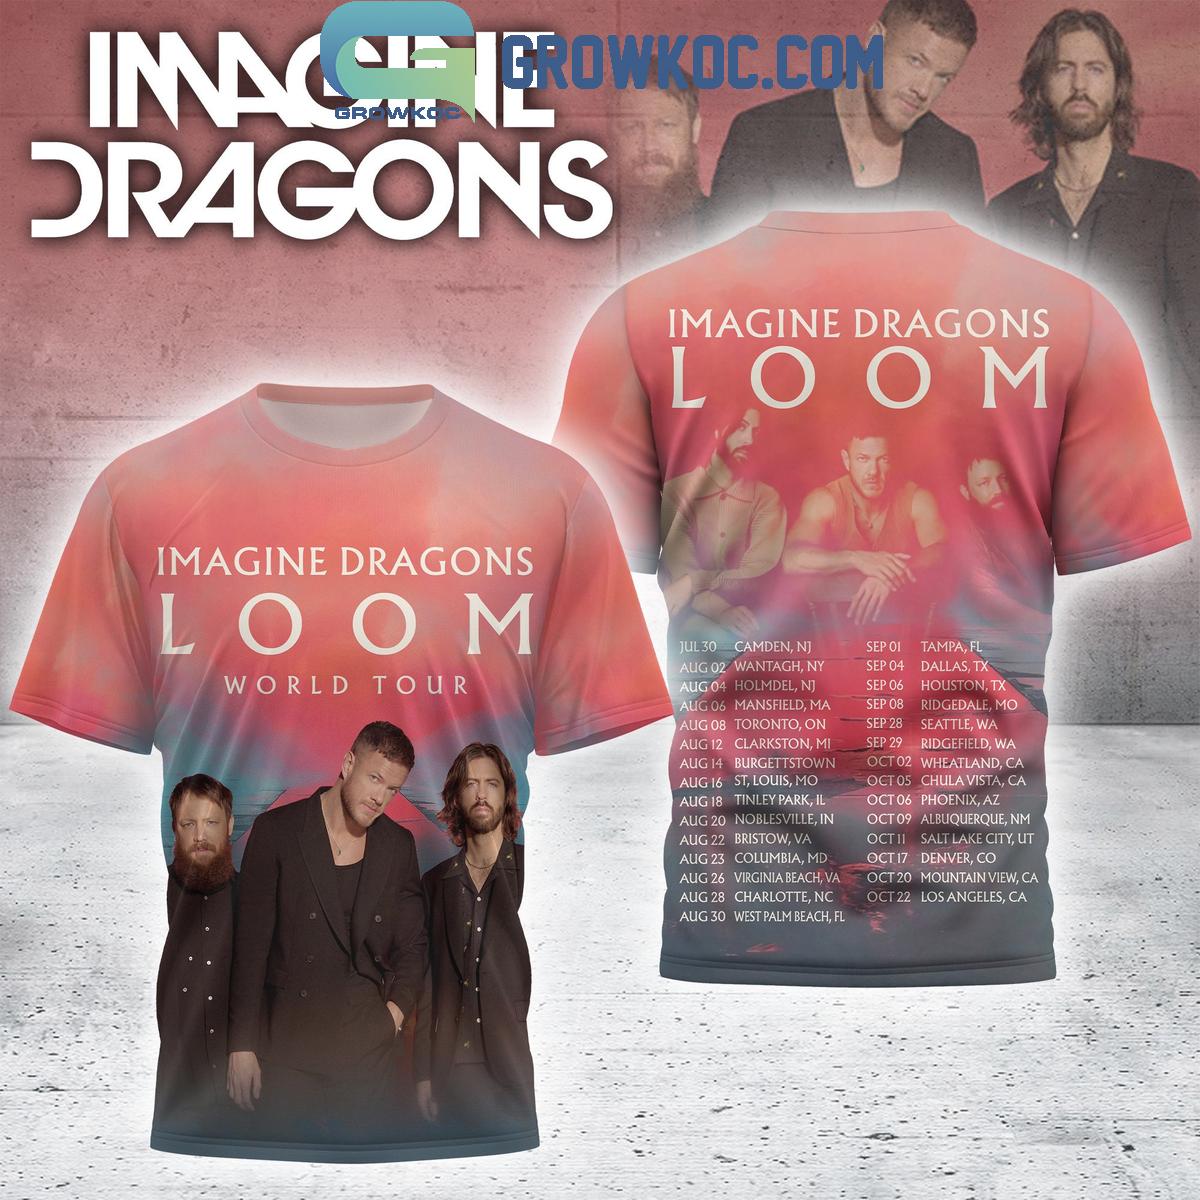 IMAGINE
DRAGONS
GROWKOC
GROWKOC.COM
IMAGINE DRAGONS
LOOM
WORLD TOUR
IMAGINE DRAGONS
LOOM
JUL 30 CAMDEN, NJ
AUG 02 WANTAGH, NY
AUG 04 HOLMDEL, NJ
AUG 06 MANSFIELD, MA
AUG 08 TORONTO, ON
AUG 12 CLARKSTON, MI
AUG 14 BURGETTSTOWN
AUG 16 ST, LOUIS, MO
AUG 18 TINLEY PARK, IL
AUG 20 NOBLESVILLE, IN
AUG 22 BRISTOW, VA
AUG 23 COLUMBIA, MD
AUG 26 VIRGINIA BEACH, VA
AUG 28 CHARLOTTE, NC
AUG 30 WEST PALM BEACH, FL
SEP 01 TAMPA, FL
SEP 04 DALLAS, TX
SEP 06 HOUSTON, TX
SEP 08 RIDGEDALE, MO
SEP 28 SEATTLE, WA
SEP 29 RIDGEFIELD, WA
OCT 02 WHEATLAND, CA
OCT 05 CHULA VISTA, CA
OCT 06 PHOENIX, AZ
OCT 09 ALBUQUERQUE, NM
OCT 11 SALT LAKE CITY, UT
OCT 17 DENVER, CO
OCT 20 MOUNTAIN VIEW, CA
OCT 22 LOS ANGELES, CA